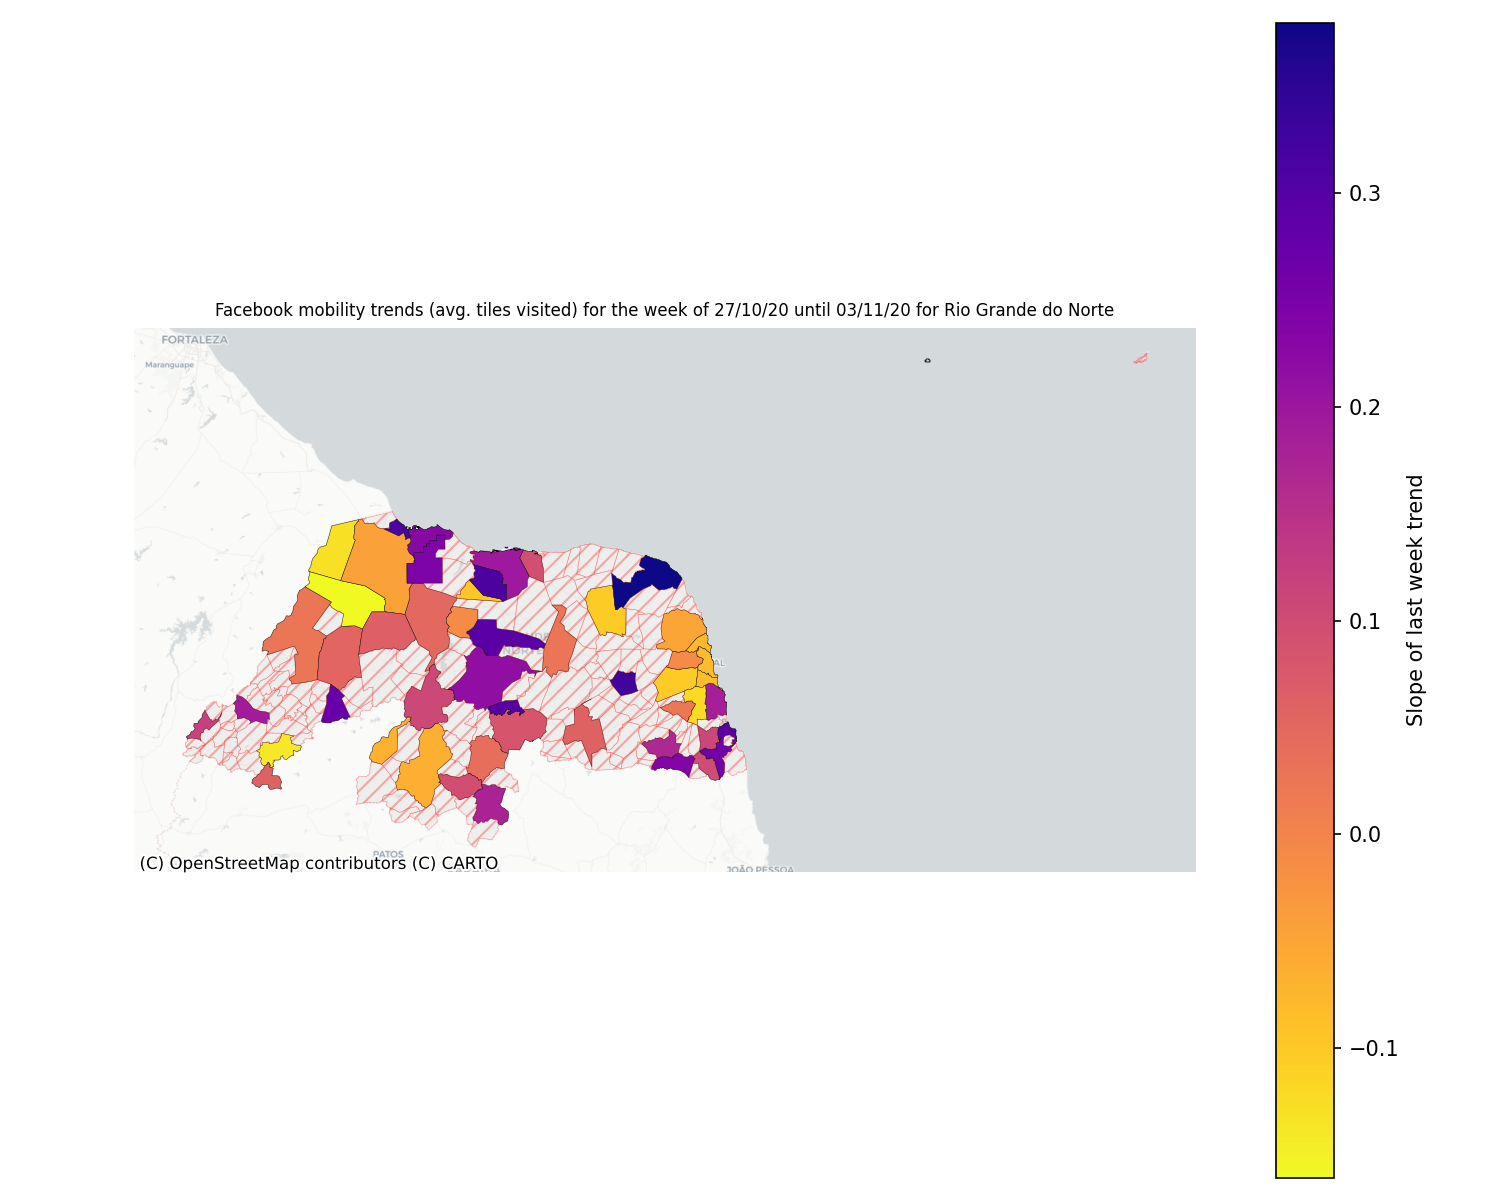 Facebook mobility trends (avg. tiles visited) for the week of 27/10/20 until 03/11/20 for Rio Grande do Norte
FORTALEZA
Maranguape
PATOS
JOÃO PESSOA
(C) OpenStreetMap contributors (C) CARTO
0.3
0.2
0.1
0.0
−0.1
Slope of last week trend